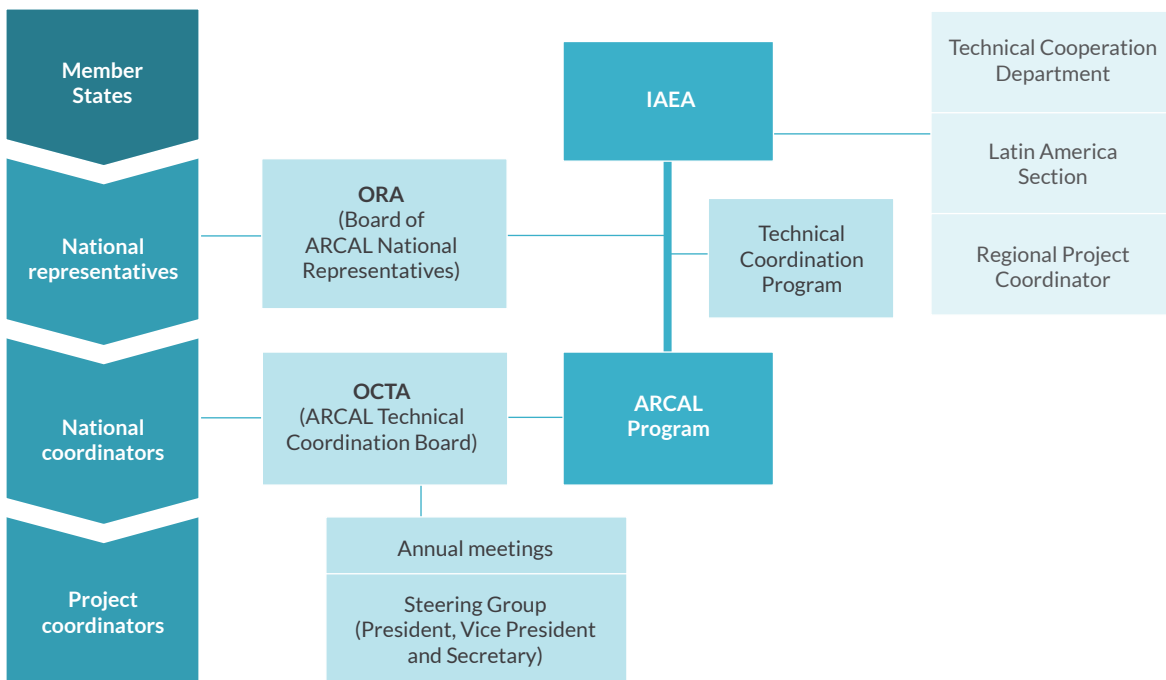 Member
States
National
representatives
National
coordinators
Project
coordinators
ORA
(Board of
ARCAL National
Representatives)
OCTA
(ARCAL Technical
Coordination Board)
Annual meetings
Steering Group
(President, Vice President
and Secretary)
IAEA
Technical
Coordination
Program
ARCAL
Program
Technical Cooperation
Department
Latin America
Section
Regional Project
Coordinator